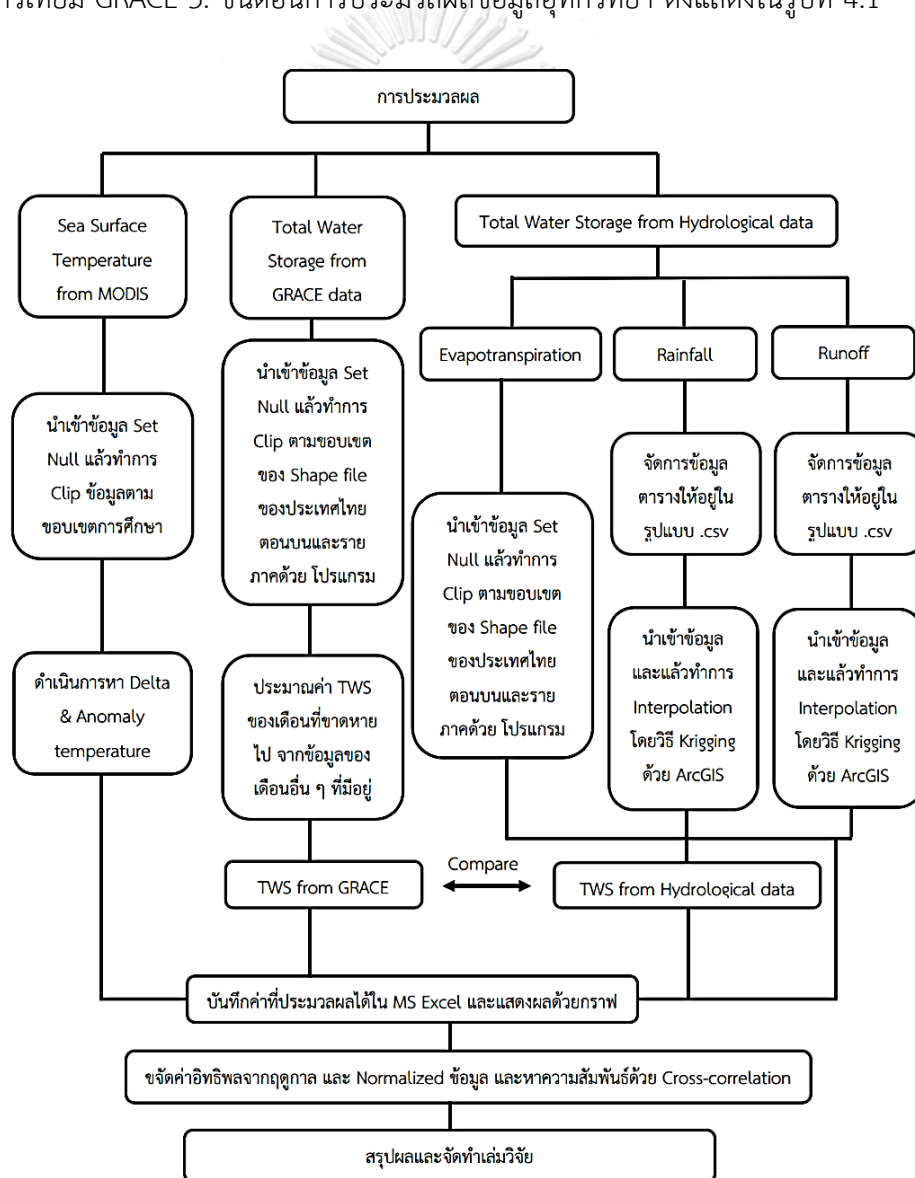 การประมวลผล
Sea Surface
Temperature
from MODIS
Total Water
Storage from
GRACE data
Total Water Storage from Hydrological data
Evapotranspiration
Rainfall
Runoff
นำเข้าข้อมูล Set
Null แล้วทำการ
Clip ข้อมูลตาม
ขอบเขตการศึกษา
นำเข้าข้อมูล Set
Null แล้วทำการ
Clip ตามขอบเขต
ของ Shape file
ของประเทศไทย
ตอนบนและราย
ภาคด้วย โปรแกรม
นำเข้าข้อมูล Set
Null แล้วทำการ
Clip ตามขอบเขต
ของ Shape file
ของประเทศไทย
ตอนบนและราย
ภาคด้วย โปรแกรม
จัดการข้อมูล
ตารางให้อยู่ใน
รูปแบบ .csv
จัดการข้อมูล
ตารางให้อยู่ใน
รูปแบบ .csv
ดำเนินการหา Delta
& Anomaly
temperature
ประมาณค่า TWS
ของเดือนที่ขาดหาย
ไป จากข้อมูลของ
เดือนอื่น ๆ ที่มีอยู่
นำเข้าข้อมูล
และแล้วทำการ
Interpolation
โดยวิธี Krigging
ด้วย ArcGIS
นำเข้าข้อมูล
และแล้วทำการ
Interpolation
โดยวิธี Krigging
ด้วย ArcGIS
TWS from GRACE
Compare
TWS from Hydrological data
บันทึกค่าที่ประมวลผลได้ใน MS Excel และแสดงผลด้วยกราฟ
ขจัดค่าอิทธิพลจากฤดูกาล และ Normalized ข้อมูล และหาความสัมพันธ์ด้วย Cross-correlation
สรุปผลและจัดทำเล่มวิจัย